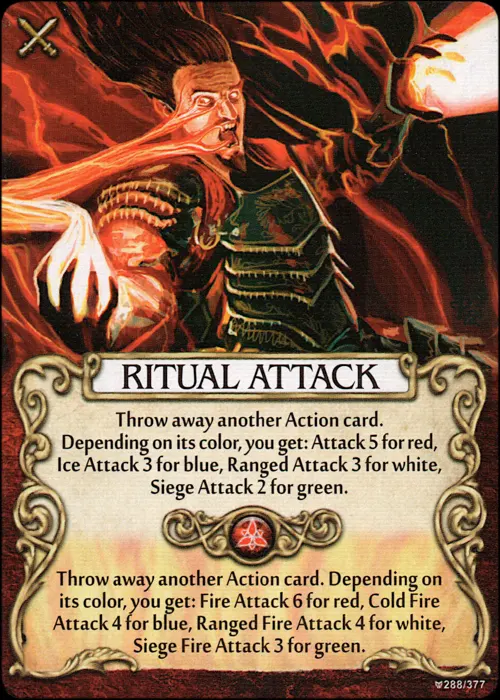 RITUAL ATTACK
Throw away another Action card.
Depending on its color, you get: Attack 5 for red,
Ice Attack 3 for blue, Ranged Attack 3 for white,
Siege Attack 2 for green.
Throw away another Action card. Depending on
its color, you get: Fire Attack 6 for red, Cold Fire
Attack 4 for blue, Ranged Fire Attack 4 for white,
Siege Fire Attack 3 for green.
288/377